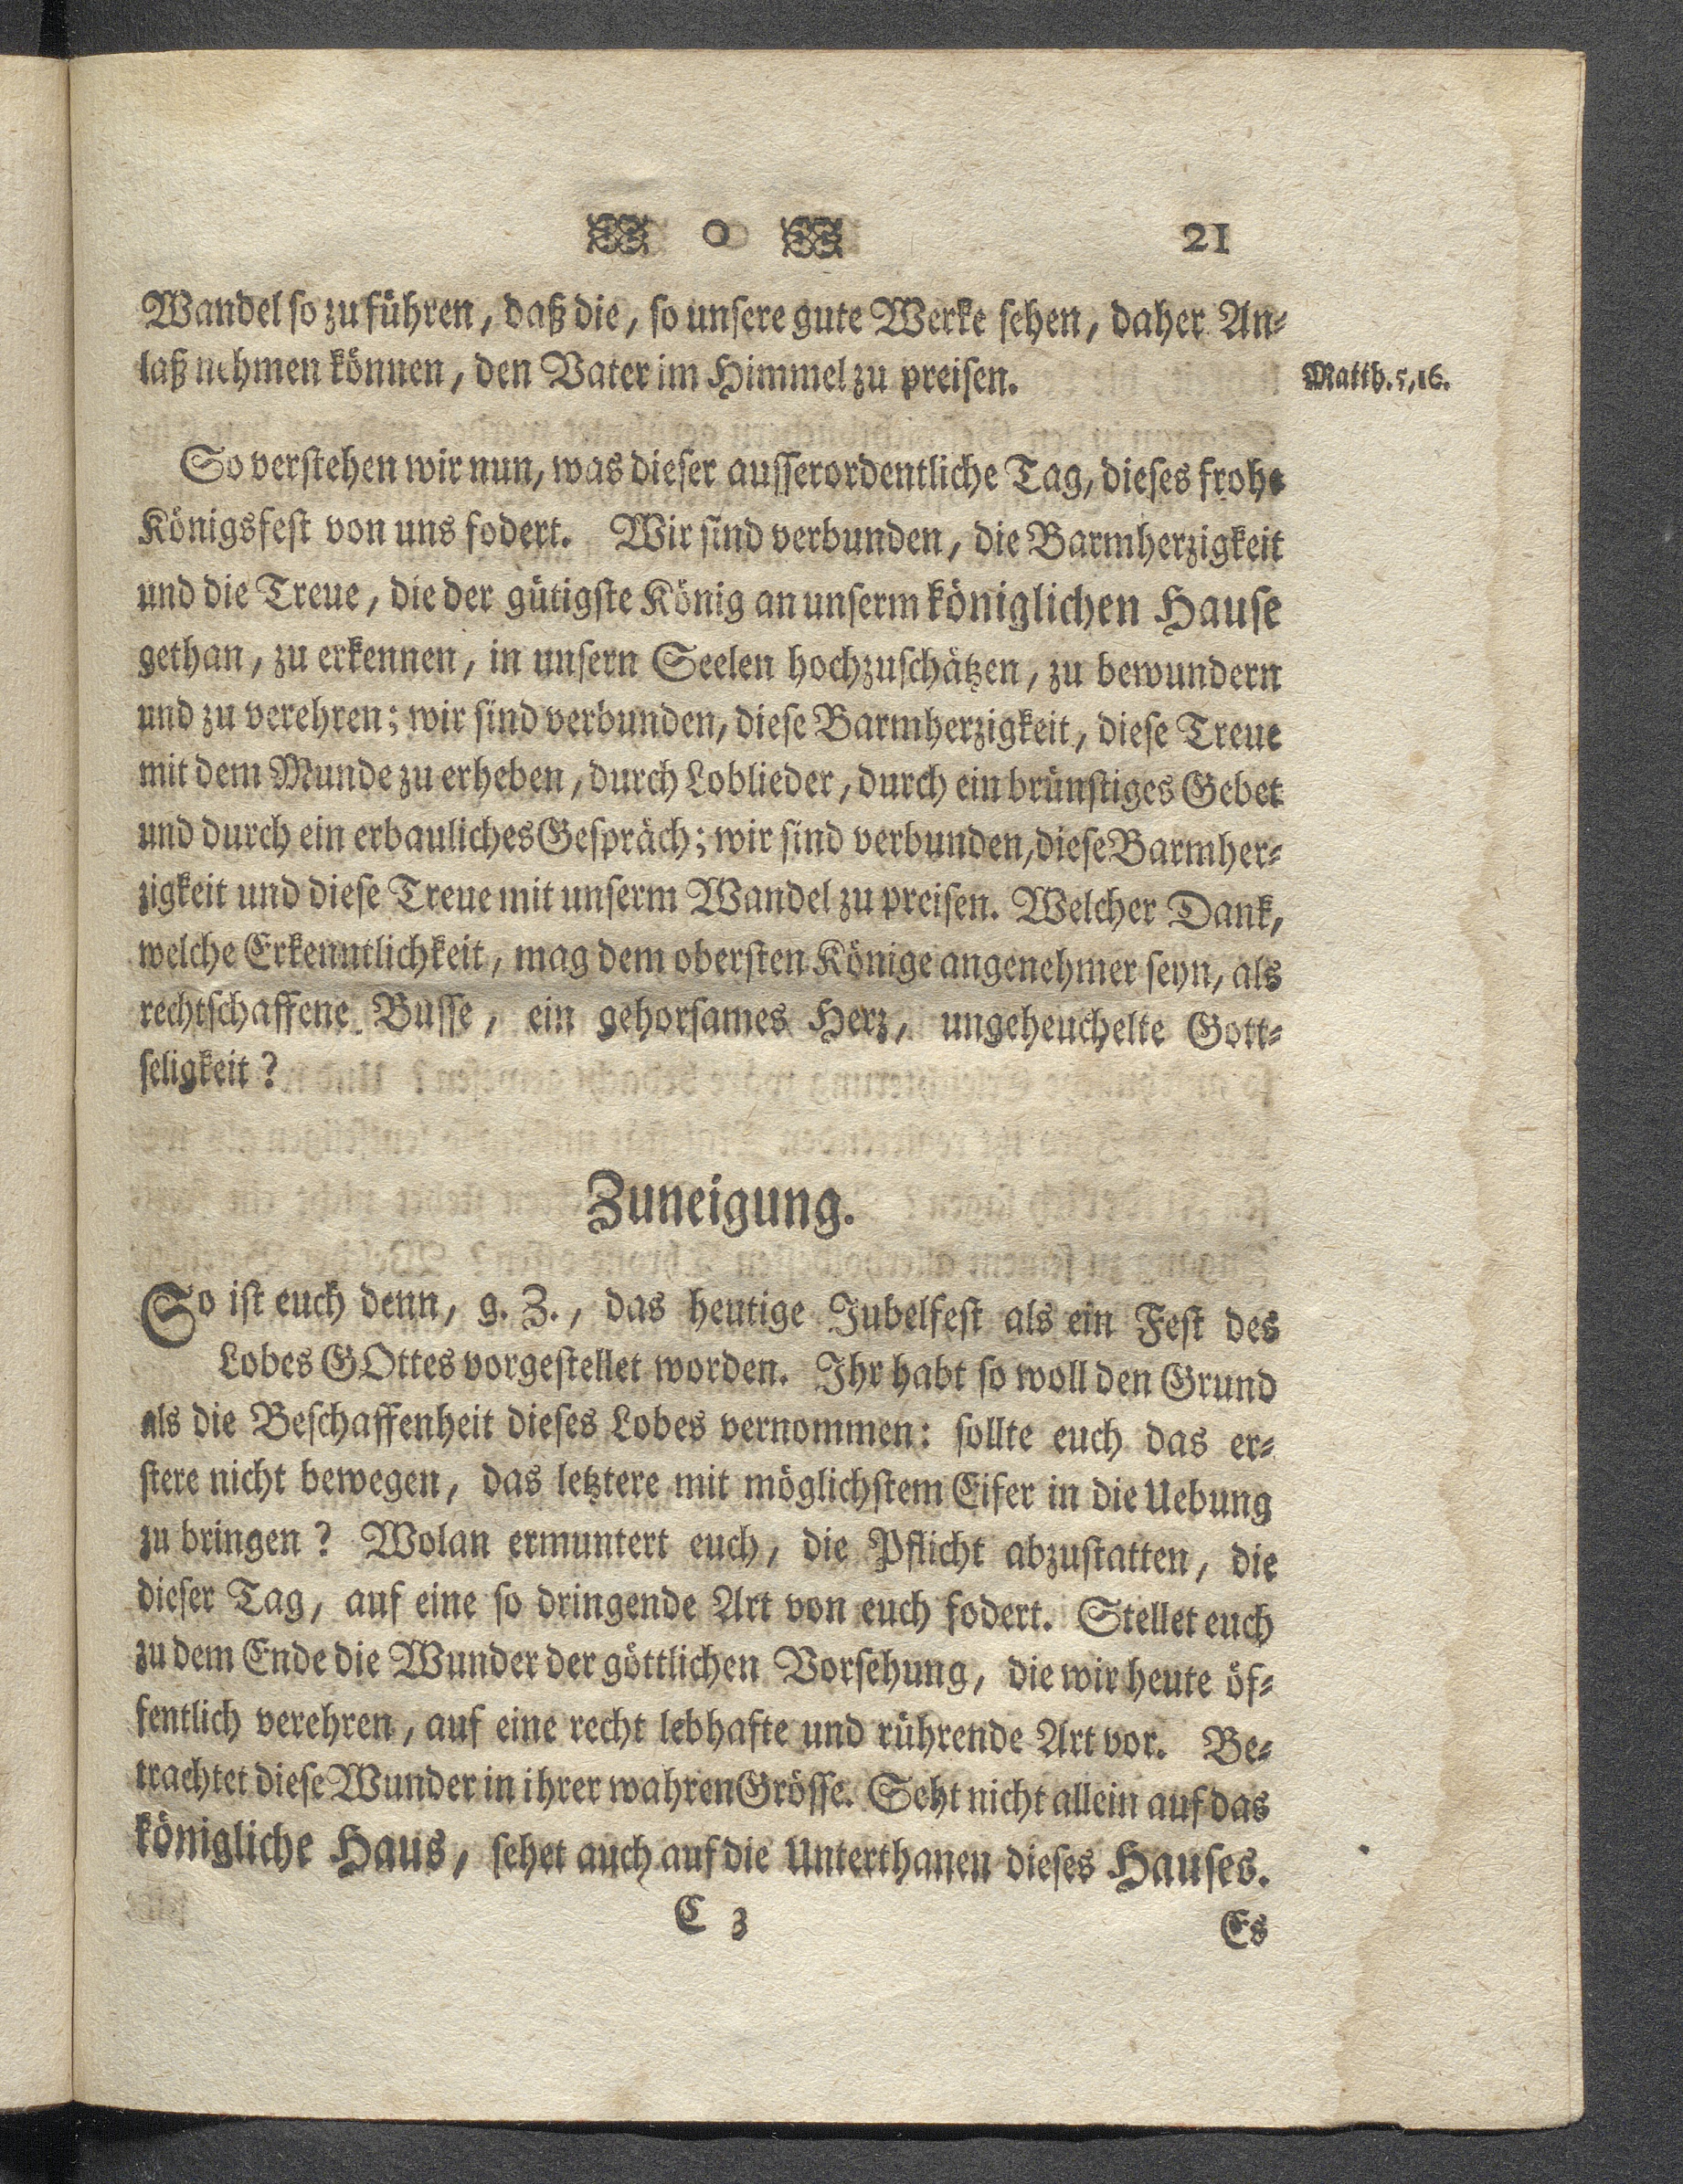 0 21
Wandel so zu führen, daß die, so unsere gute Werke sehen, daher An-
laß nehmen können, den Vater im Himmel zu preisen.
Matth. 5, 16.
So verstehen wir nun, was dieser ausserordentliche Tag, dieses frohe
Königsfest von uns fodert. Wir sind verbunden, die Barmherzigkeit
und die Treue, die der gütigste König an unserm königlichen Hause
gethan, zu erkennen, in unsern Seelen hochzuschätzen, zu bewundern
und zu verehren; wir sind verbunden, diese Barmherzigkeit, diese Treue
mit dem Munde zu erheben, durch Loblieder, durch ein brünstiges Gebet
und durch ein erbauliches Gespräch; wir sind verbunden, diese Barmher-
zigkeit und diese Treue mit unserm Wandel zu preisen. Welcher Dank,
welche Erkenntlichkeit, mag dem obersten Könige angenehmer seyn, als
rechtschaffene Busse, ein gehorsames Herz, ungeheuchelte Gott-
seligkeit?
Zuneigung.
So ist euch denn, g. Z., das heutige Jubelfest als ein Fest des
Lobes GOttes vorgestellet worden. Ihr habt so woll den Grund
als die Beschaffenheit dieses Lobes vernommen: sollte euch das er-
stere nicht bewegen, das letztere mit möglichstem Eifer in die Uebung
zu bringen? Wolan ermuntert euch, die Pflicht abzustatten, die
dieser Tag, auf eine so dringende Art von euch fodert. Stellet euch
zu dem Ende die Wunder der göttlichen Vorsehung, die wir heute öf-
fentlich verehren, auf eine recht lebhafte und rührende Art vor. Be-
trachtet diese Wunder in ihrer wahren Grösse. Seht nicht allein auf das
königliche Haus, sehet auch auf die Unterthanen dieses Hauses.
C 3 Es